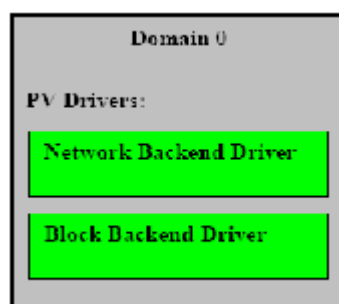 Domain 0
PV Drivers:
Network Backend Driver
Block Backend Driver